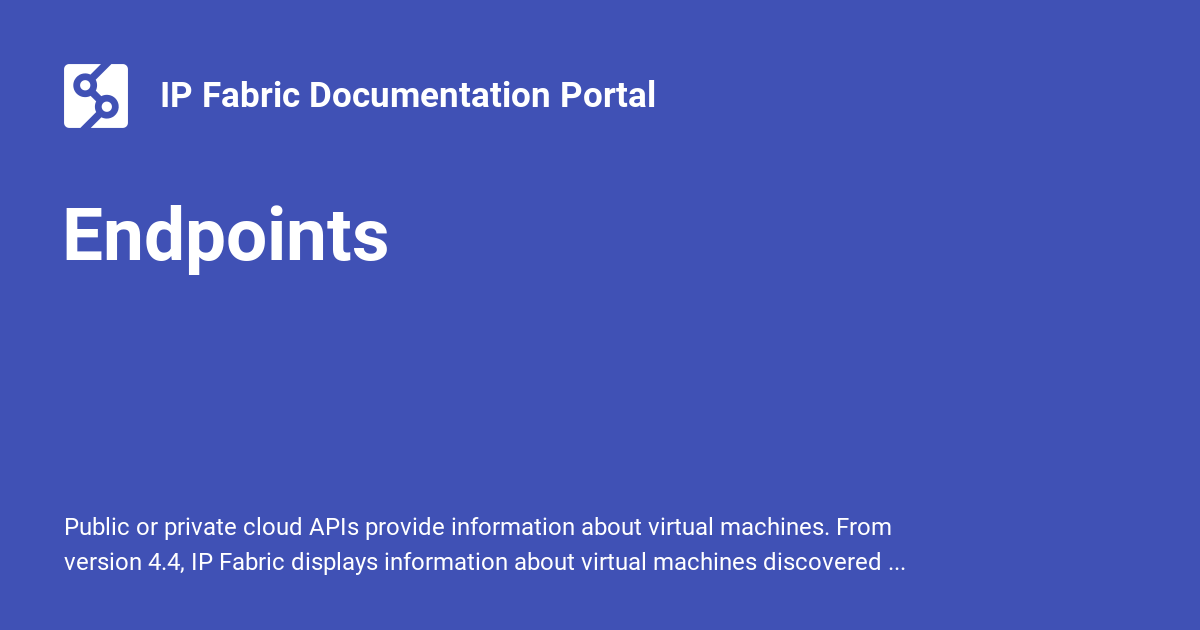 IP Fabric Documentation Portal
Endpoints
Public or private cloud APIs provide information about virtual machines. From
version 4.4, IP Fabric displays information about virtual machines discovered ...